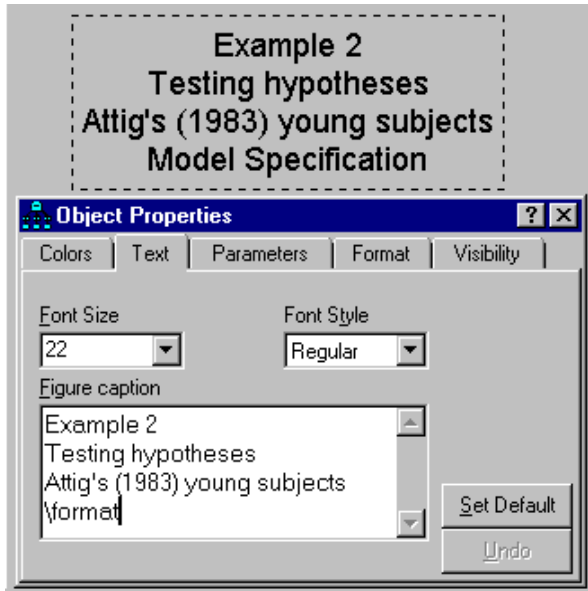 Example 2
Testing hypotheses
Attig's (1983) young subjects
Model Specification
Object Properties
Colors Text Parameters Format Visibility
Font Size Font Style
22 Regular
Figure caption
Example 2
Testing hypotheses
Attig's (1983) young subjects
\format
Set Default
Undo